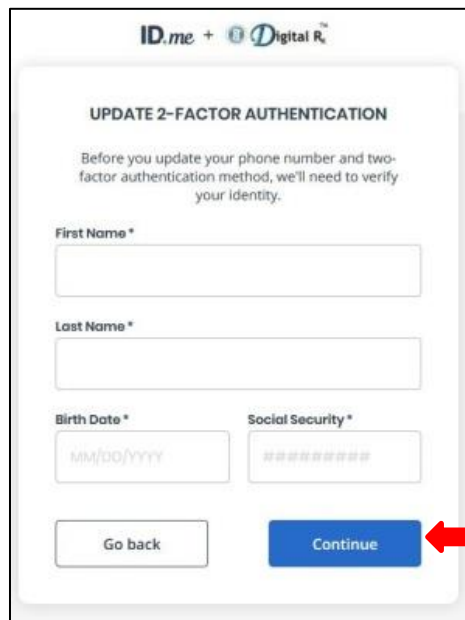 ID.me + Digital Rx™
UPDATE 2-FACTOR AUTHENTICATION
Before you update your phone number and two-
factor authentication method, we'll need to verify
your identity.
First Name *
Last Name *
Birth Date * Social Security *
MM/DD/YYYY #########
Go back Continue